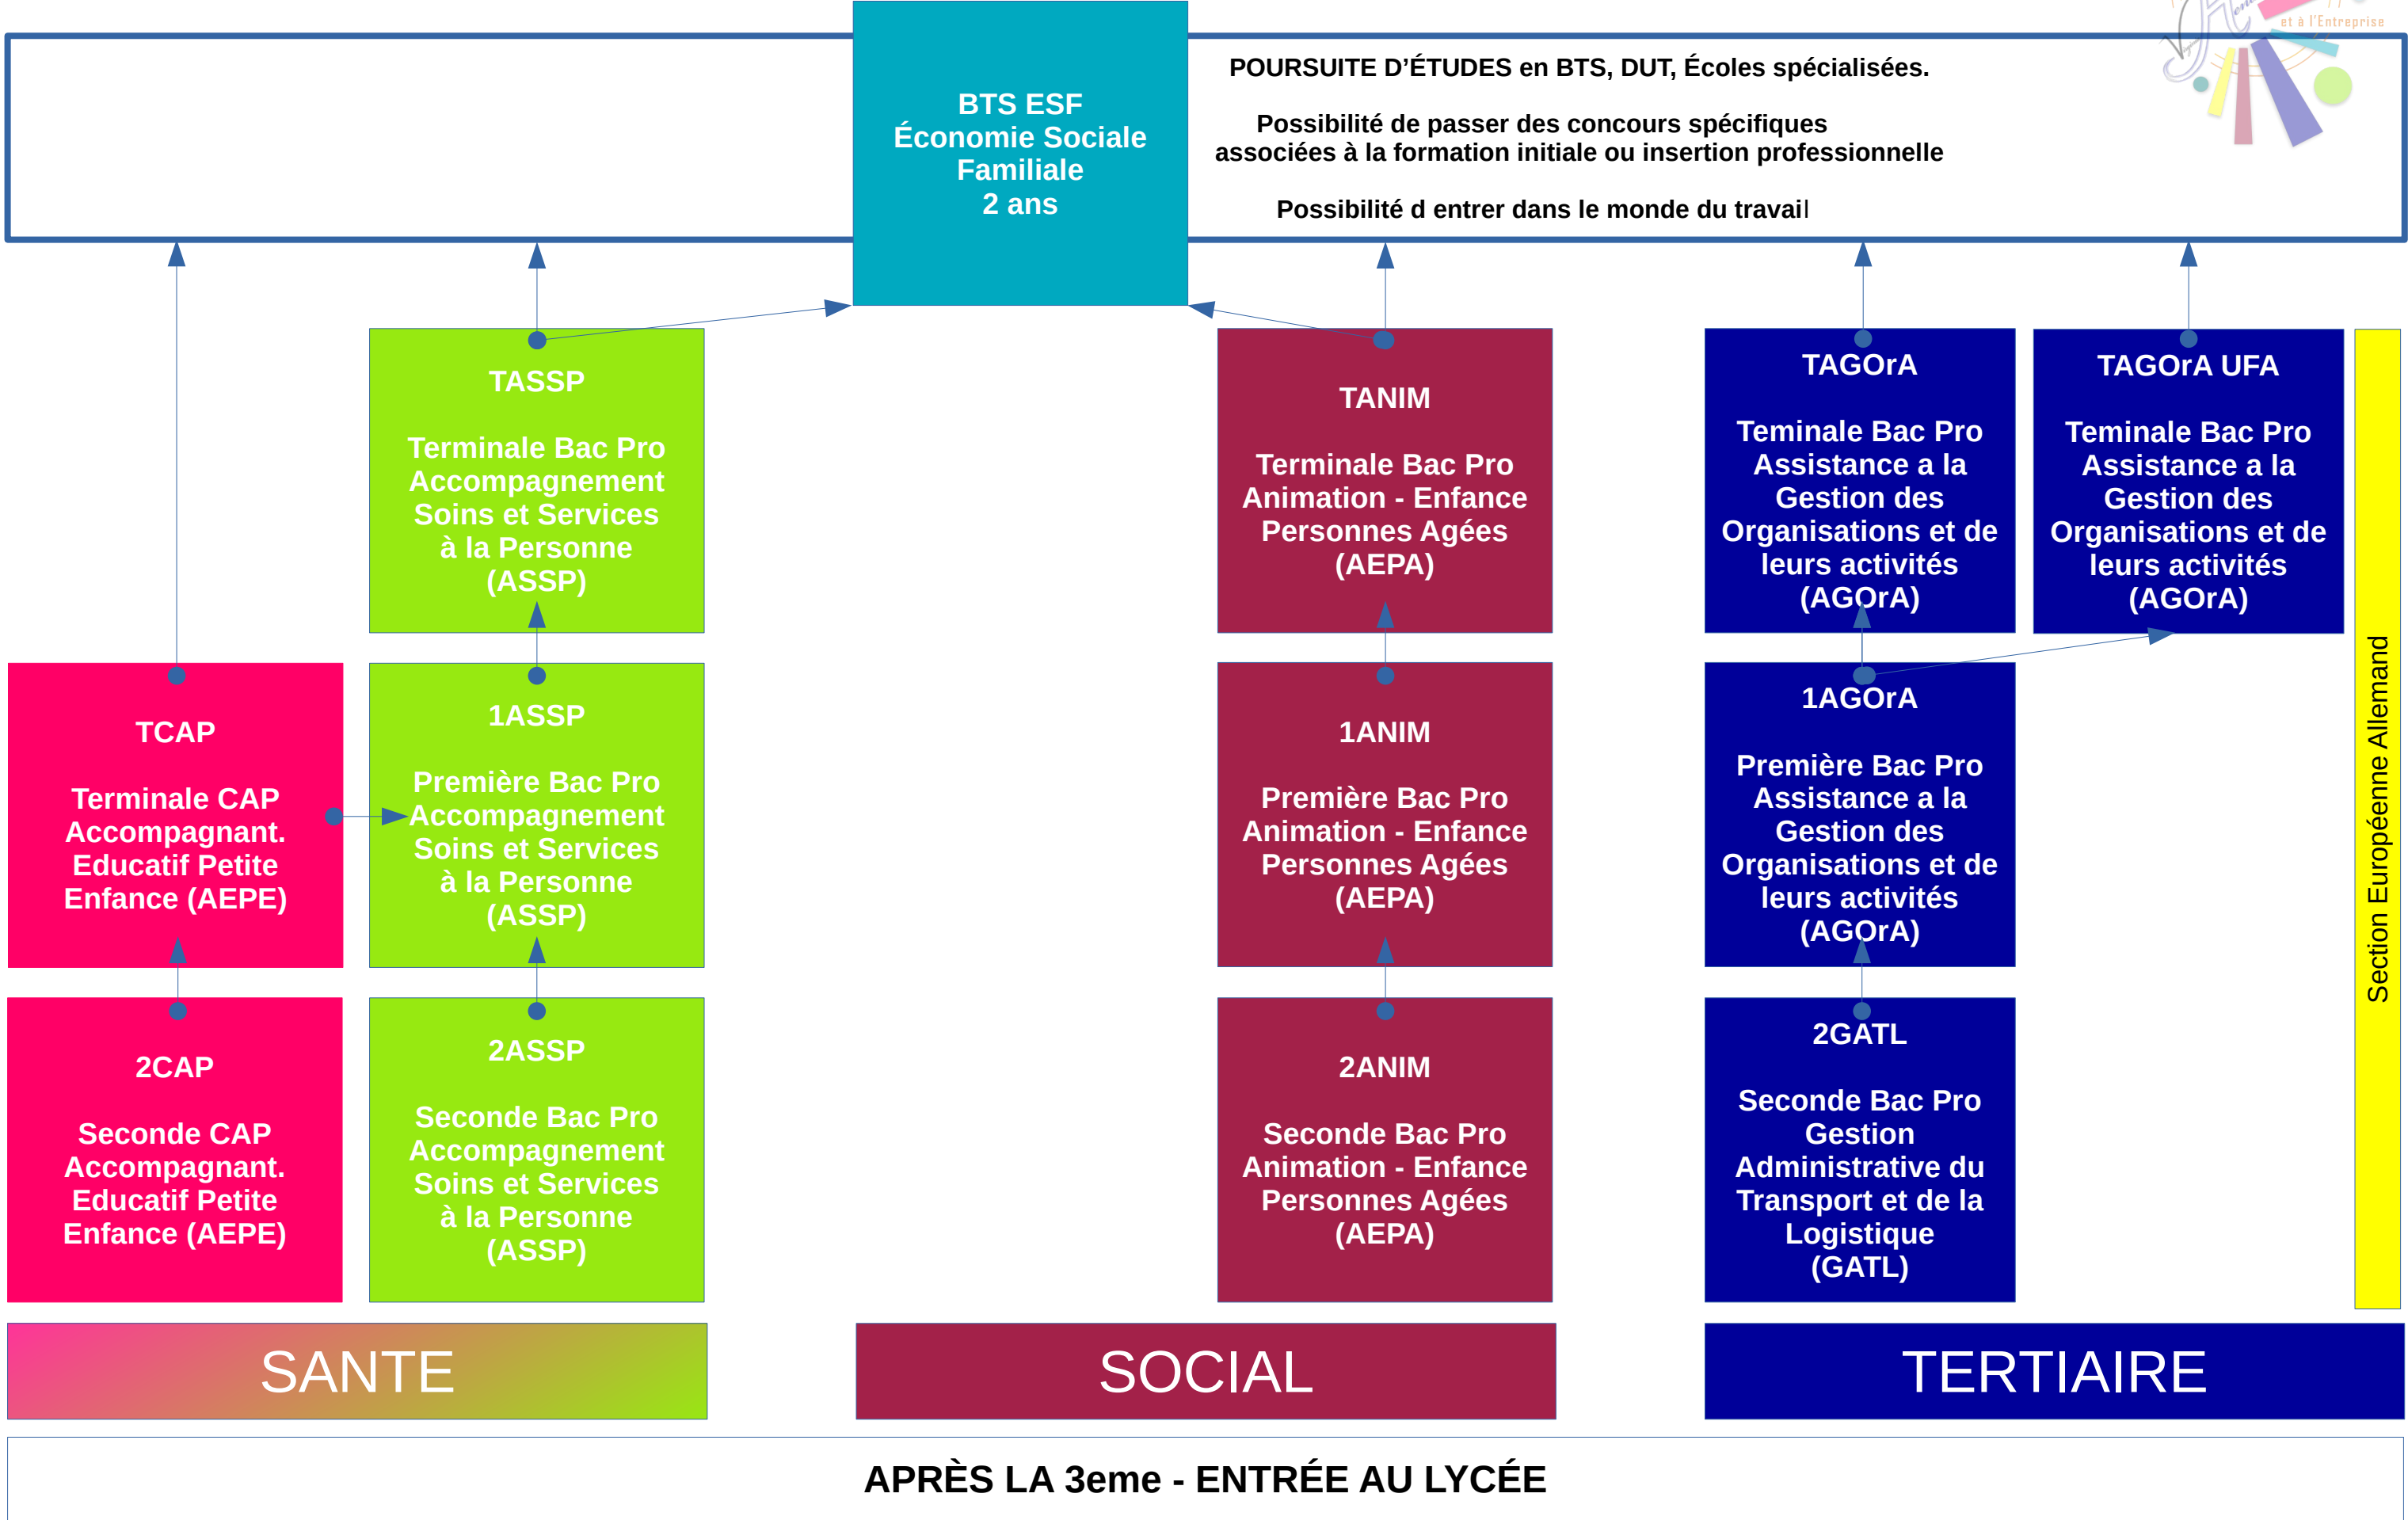 et à l'Entreprise
BTS ESF
Économie Sociale
Familiale
2 ans
POURSUITE D'ÉTUDES en BTS, DUT, Écoles spécialisées.
Possibilité de passer des concours spécifiques
associées à la formation initiale ou insertion professionnelle
Possibilité d entrer dans le monde du travail
TASSP
Terminale Bac Pro
Accompagnement
Soins et Services
à la Personne
(ASSP)
TANIM
Terminale Bac Pro
Animation - Enfance
Personnes Agées
(AEPA)
TAGOrA
Teminale Bac Pro
Assistance a la
Gestion des
Organisations et de
leurs activités
(AGOrA)
TAGOrA UFA
Teminale Bac Pro
Assistance a la
Gestion des
Organisations et de
leurs activités
(AGOrA)
Section Européenne Allemand
TCAP
Terminale CAP
Accompagnant.
Educatif Petite
Enfance (AEPE)
1ASSP
Première Bac Pro
Accompagnement
Soins et Services
à la Personne
(ASSP)
1ANIM
Première Bac Pro
Animation - Enfance
Personnes Agées
(AEPA)
1AGOrA
Première Bac Pro
Assistance a la
Gestion des
Organisations et de
leurs activités
(AGOrA)
2CAP
Seconde CAP
Accompagnant.
Educatif Petite
Enfance (AEPE)
2ASSP
Seconde Bac Pro
Accompagnement
Soins et Services
à la Personne
(ASSP)
2ANIM
Seconde Bac Pro
Animation - Enfance
Personnes Agées
(AEPA)
2GATL
Seconde Bac Pro
Gestion
Administrative du
Transport et de la
Logistique
(GATL)
SANTE
SOCIAL
TERTIAIRE
APRÈS LA 3eme - ENTRÉE AU LYCÉE